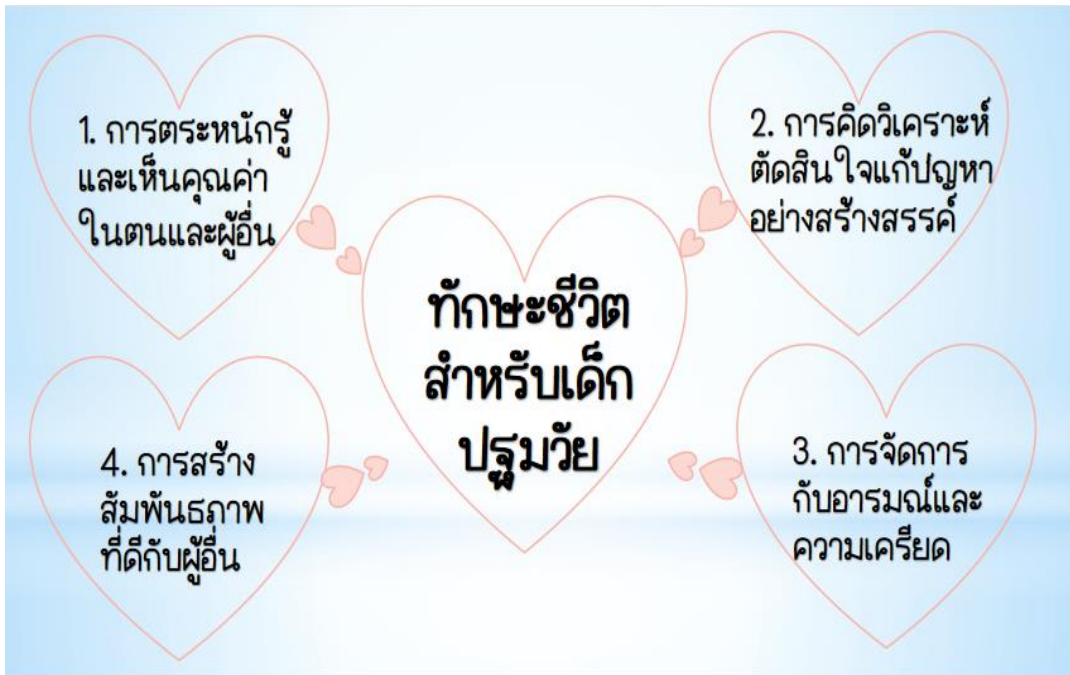 1. การตระหนักรู้
และเห็นคุณค่า
ในตนและผู้อื่น
2. การคิดวิเคราะห์
ตัดสินใจแก้ปัญหา
อย่างสร้างสรรค์
ทักษะชีวิต
สำหรับเด็ก
ปฐมวัย
4. การสร้าง
สัมพันธภาพ
ที่ดีกับผู้อื่น
3. การจัดการ
กับอารมณ์และ
ความเครียด